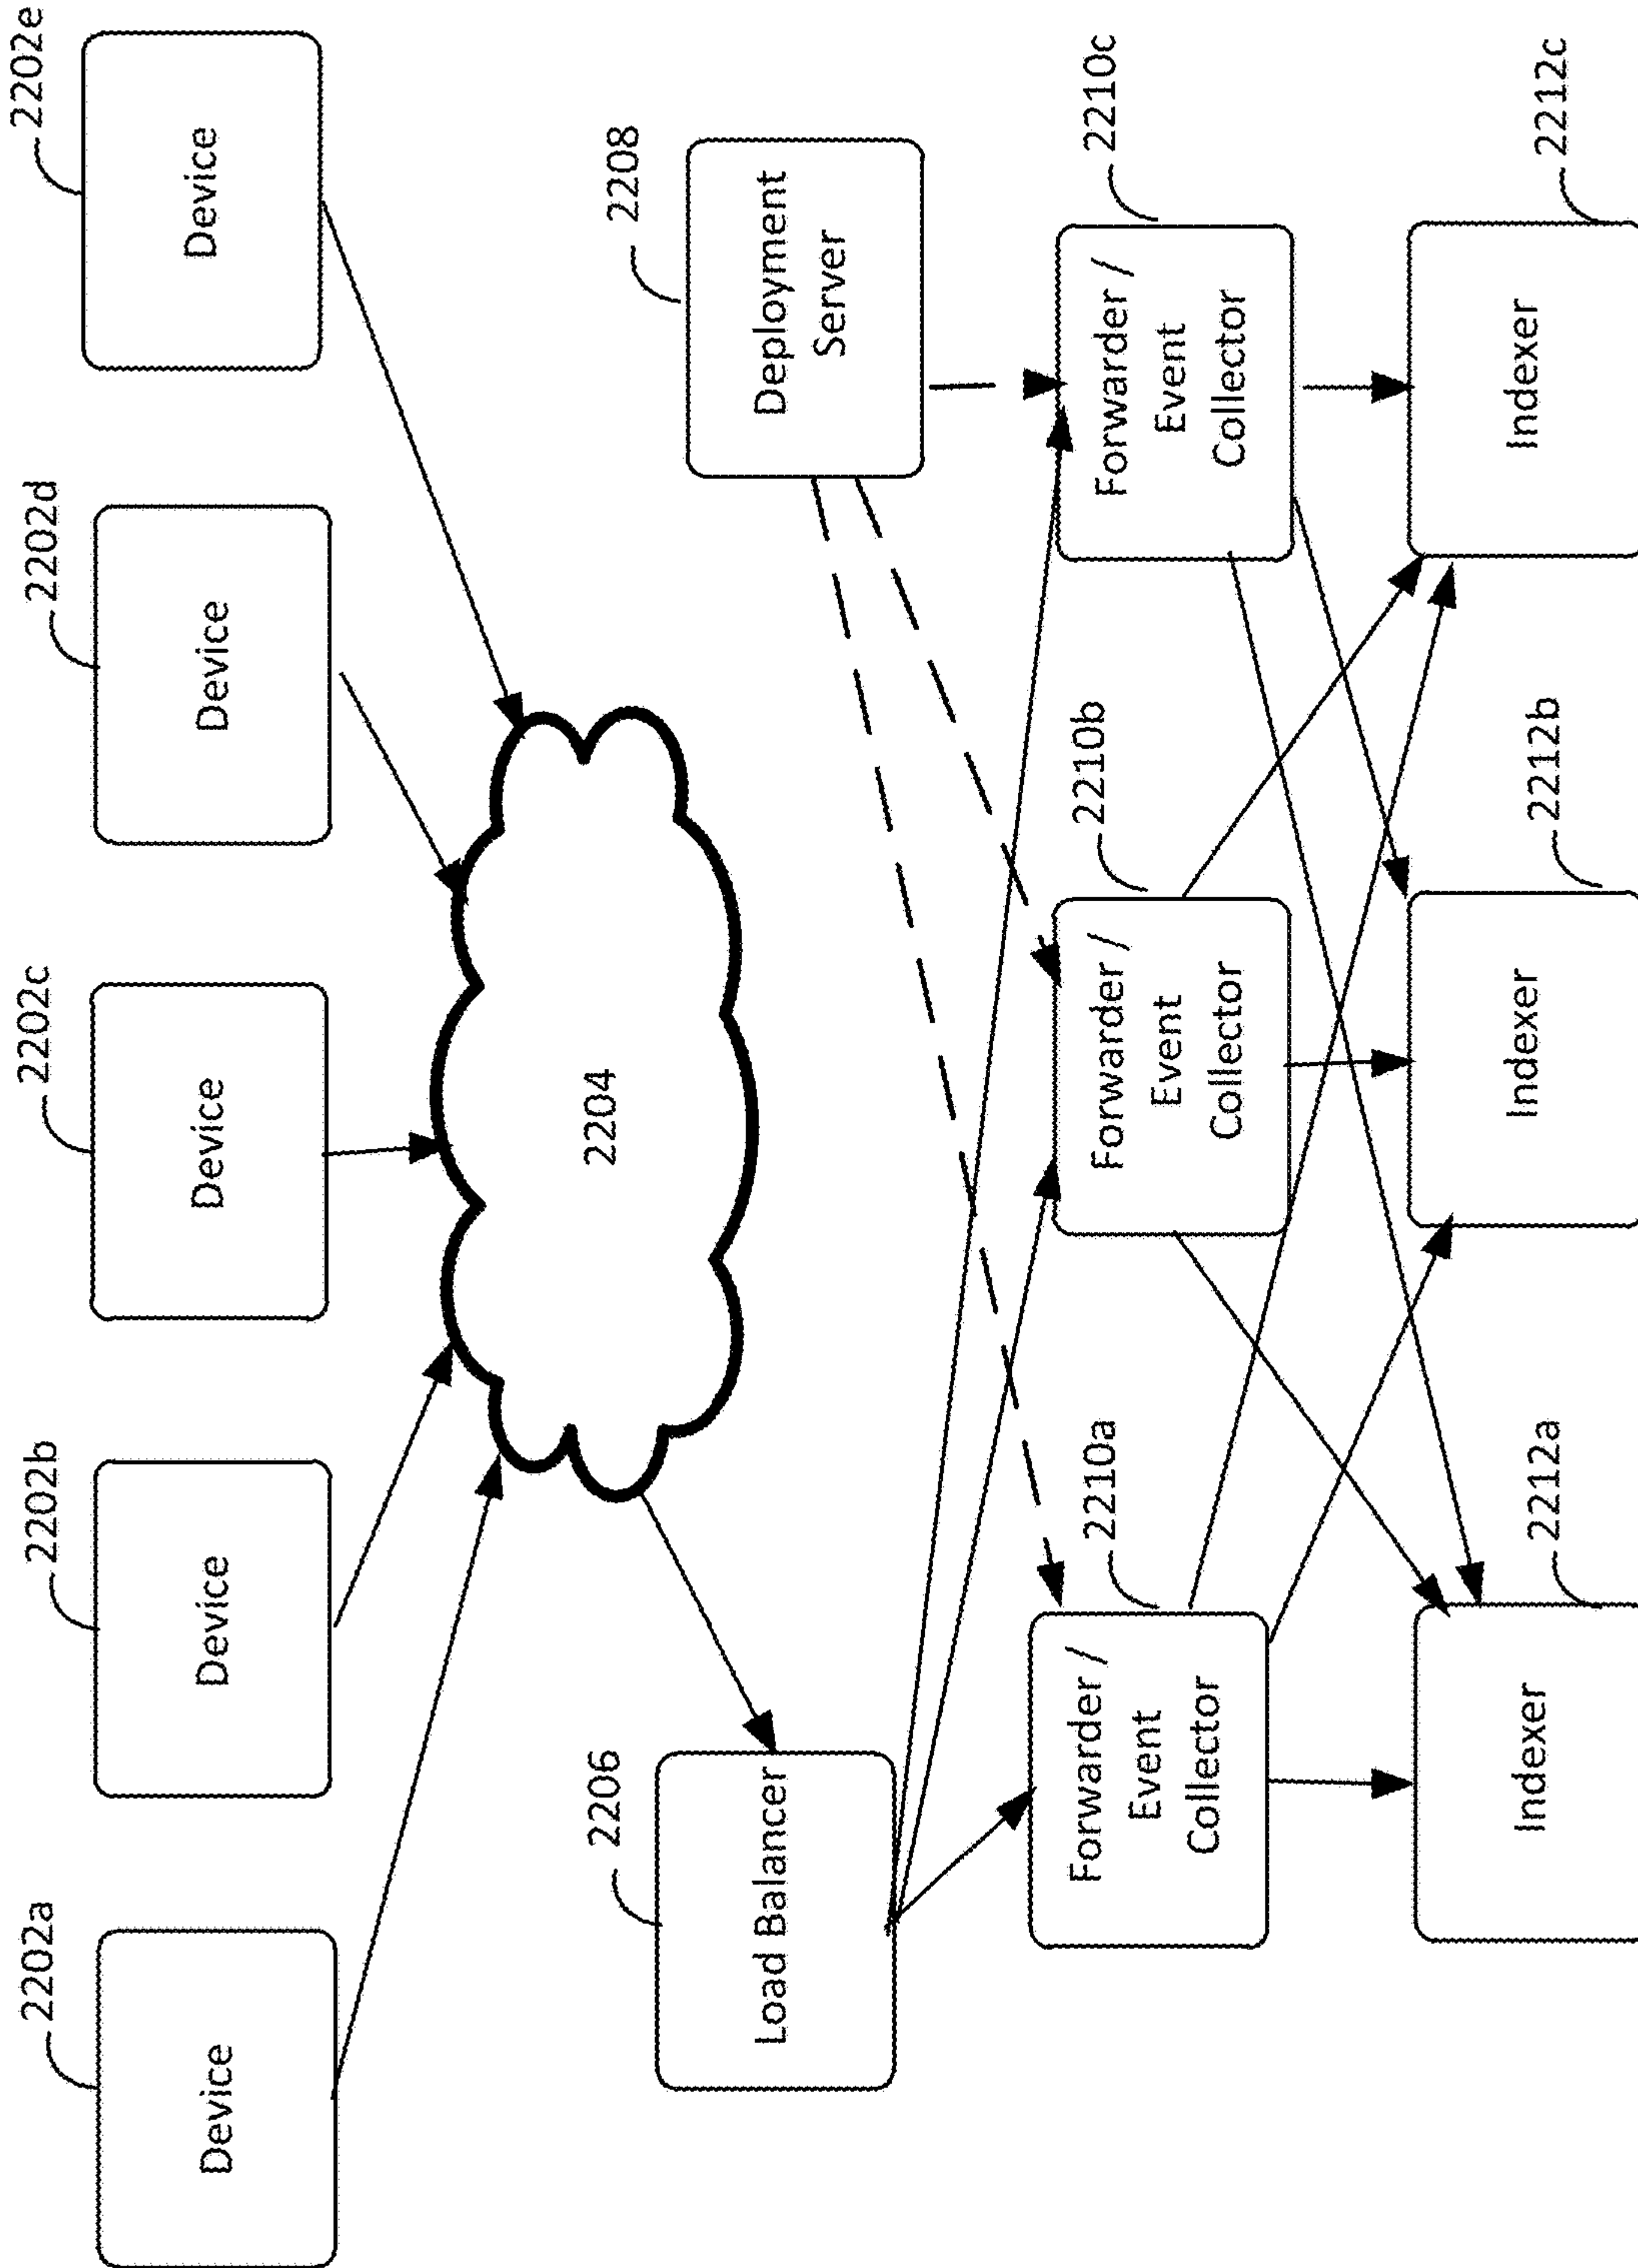 2202a
2202b
2202c
2202d
2202e
Device
Device
Device
Device
Device
2204
2206
2208
Load Balancer
Deployment
Server
2210a
2210b
2210c
Forwarder /
Event
Collector
Forwarder /
Event
Collector
Forwarder /
Event
Collector
2212a
2212b
2212c
Indexer
Indexer
Indexer